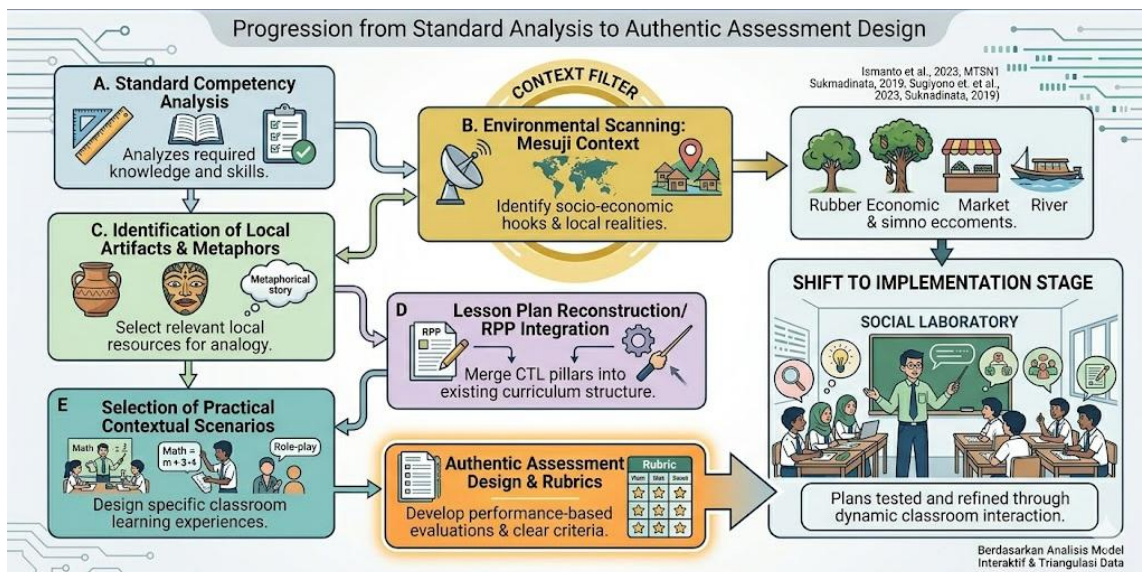 Progression from Standard Analysis to Authentic Assessment Design
A. Standard Competency
Analysis
Analyzes required
knowledge and skills.
CONTEXT FILTER
B. Environmental Scanning:
Mesuji Context
Identify socio-economic
hooks & local realities.
Ismanto et al., 2023, MTSN1
Sukmadinata, 2019, Sugiyono et. et al.,
2023, Suknadinata, 2019)
Rubber Economic Market River
& simno eccoments.
C. Identification of Local
Artifacts & Metaphors
Metaphorical
story
Select relevant local
resources for analogy.
D Lesson Plan Reconstruction/
RPP Integration
RPP
Merge CTL pillars into
existing curriculum structure.
E Selection of Practical
Contextual Scenarios
Math
Math =
m+3-4
Role-play
Design specific classroom
learning experiences.
Authentic Assessment
Design & Rubrics
Rubric
Develop performance-based
evaluations & clear criteria.
SHIFT TO IMPLEMENTATION STAGE
SOCIAL LABORATORY
Plans tested and refined through
dynamic classroom interaction.
Berdasarkan Analisis Model
Interaktif & Triangulasi Data